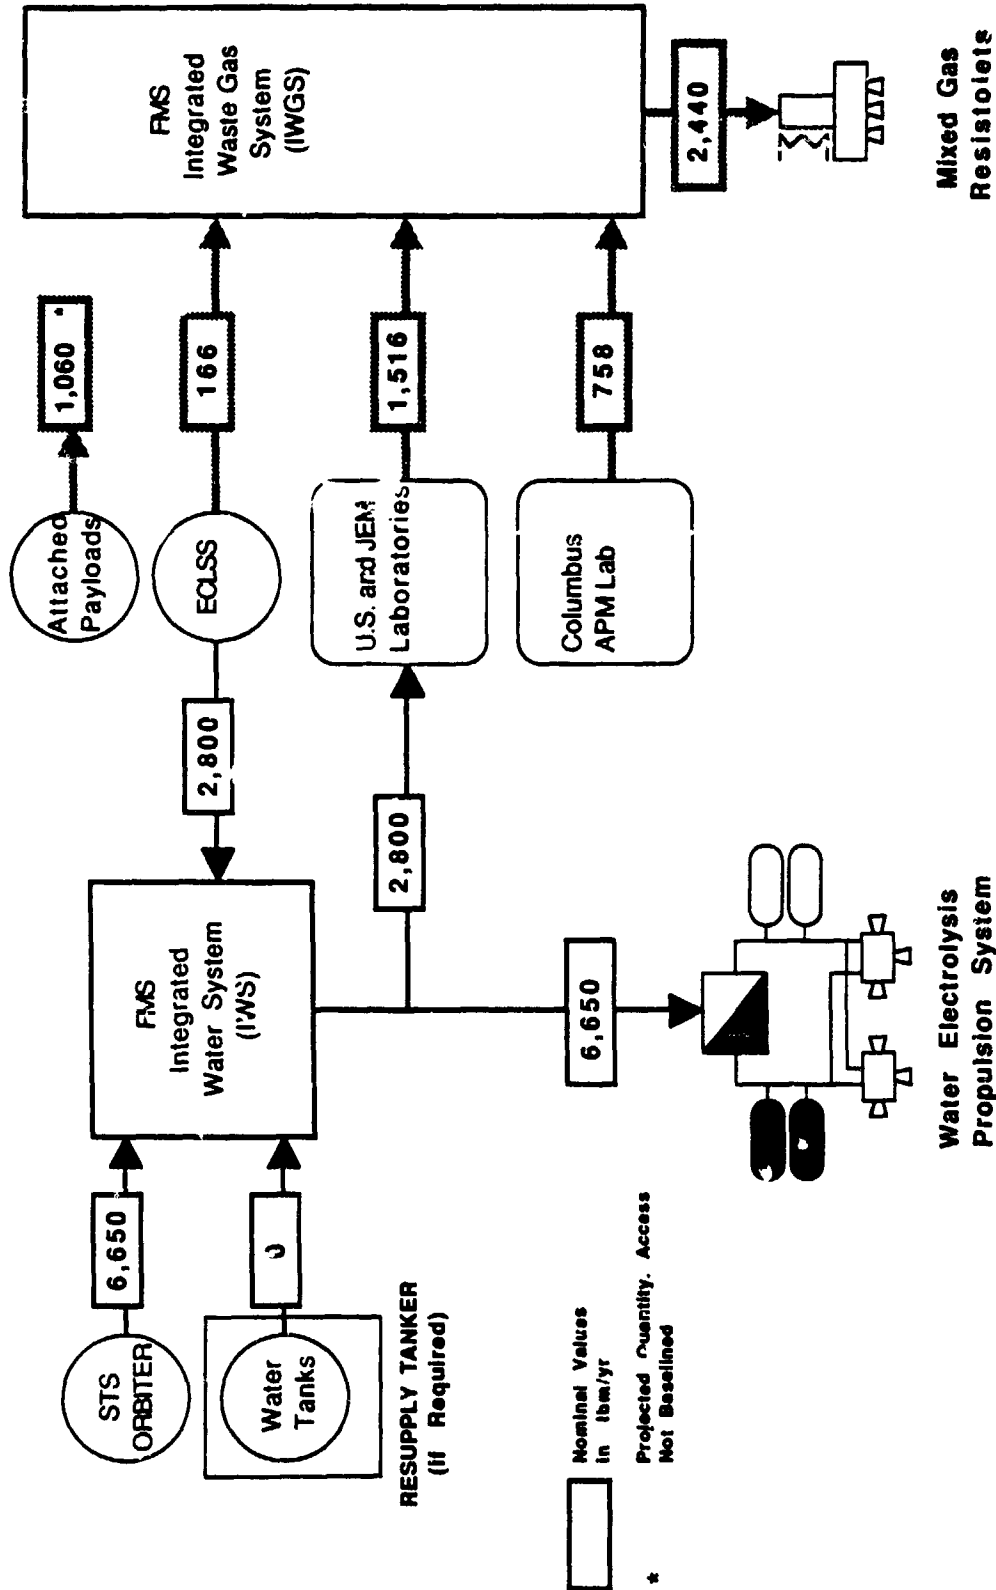 STS
ORBITER
6,650
Water
Tanks
0
RESUPPLY TANKER
(If Required)
FMS
Integrated
Water System
(IWS)
2,800
2,800
6,650
Attached
Payloads
1,060 *
ECLSS
166
U.S. and JEM
Laboratories
1,516
Columbus
APM Lab
758
FMS
Integrated
Waste Gas
System
(IWGS)
2,440
Nominal Values
in lbm/yr
* Projected Quantity. Access
Not Baselined
Water Electrolysis
Propulsion System
Mixed Gas
Resistojets